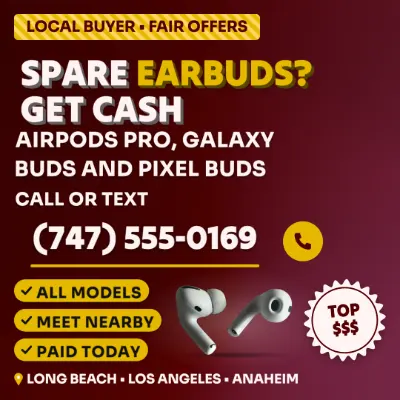 LOCAL BUYER • FAIR OFFERS
SPARE EARBUDS?
GET CASH
AIRPODS PRO, GALAXY
BUDS AND PIXEL BUDS
CALL OR TEXT
(747) 555-0169
ALL MODELS
MEET NEARBY
PAID TODAY
TOP
$$$
LONG BEACH • LOS ANGELES • ANAHEIM